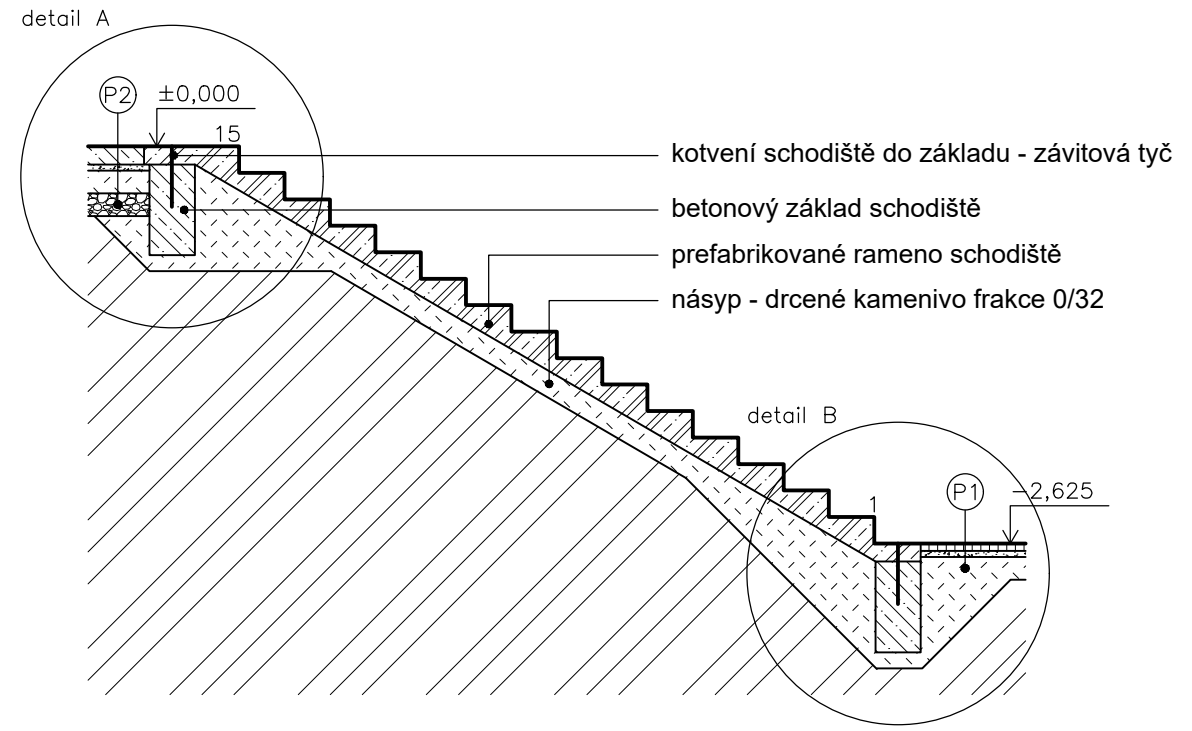 detail A
P2
±0,000
15
kotvení schodiště do základu - závitová tyč
betonový základ schodiště
prefabrikované rameno schodiště
násyp - drcené kamenivo frakce 0/32
detail B
1
P1
-2,625